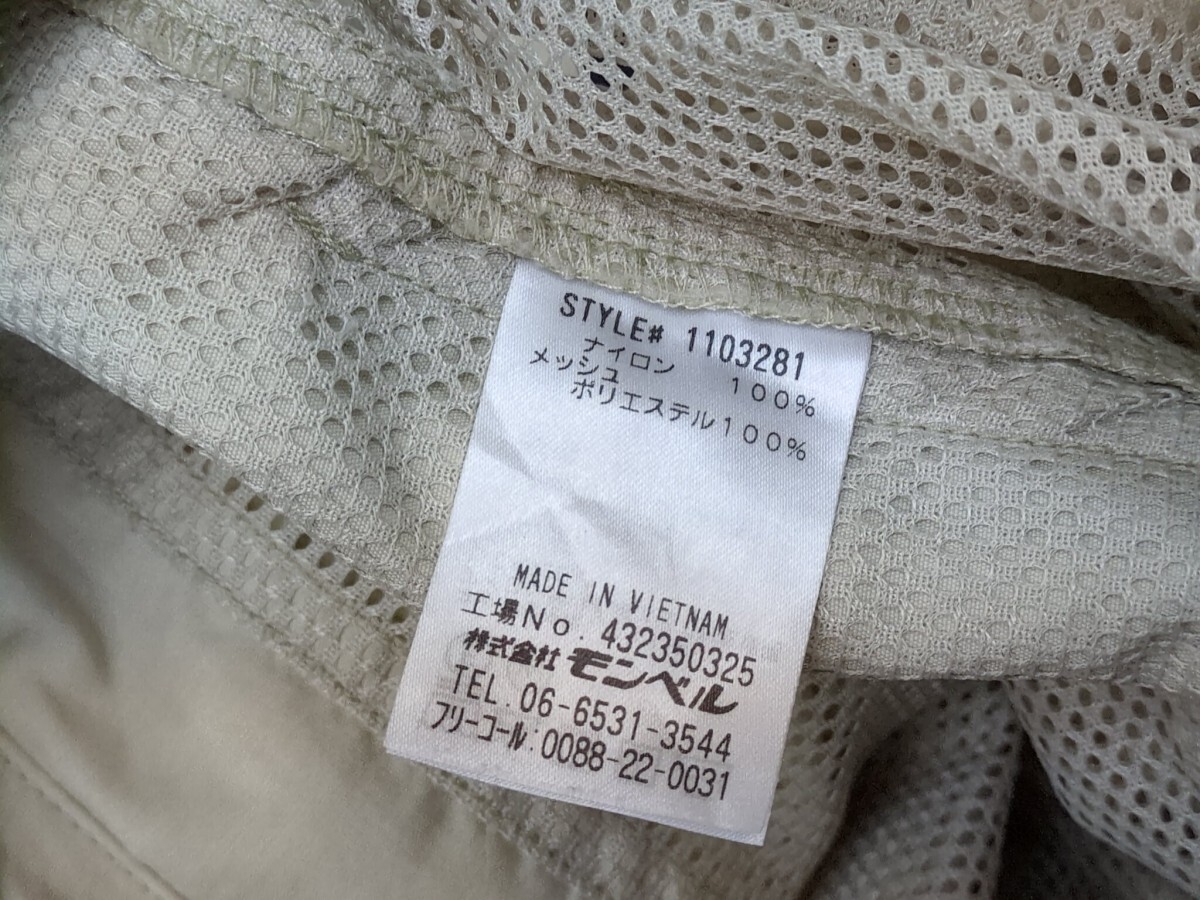 STYLE# 1103281
ナイロン 100%
メッシュ
ポリエステル100%
MADE IN VIETNAM
工場No. 432350325
株式会社 モンベル
TEL.06-6531-3544
フリーコール:0088-22-0031